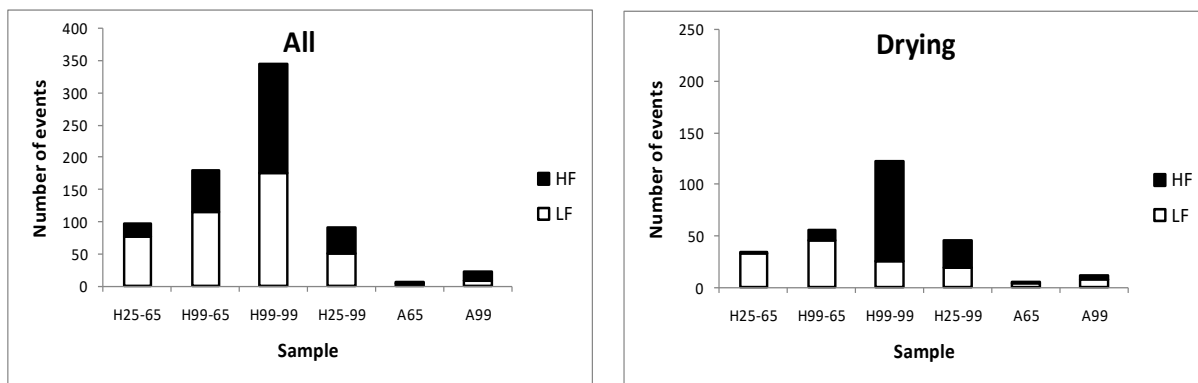 All
Number of events
400
350
300
250
200
150
100
50
0
H25-65 H99-65 H99-99 H25-99 A65 A99
Sample
HF
LF
Drying
Number of events
250
200
150
100
50
0
H25-65 H99-65 H99-99 H25-99 A65 A99
Sample
HF
LF